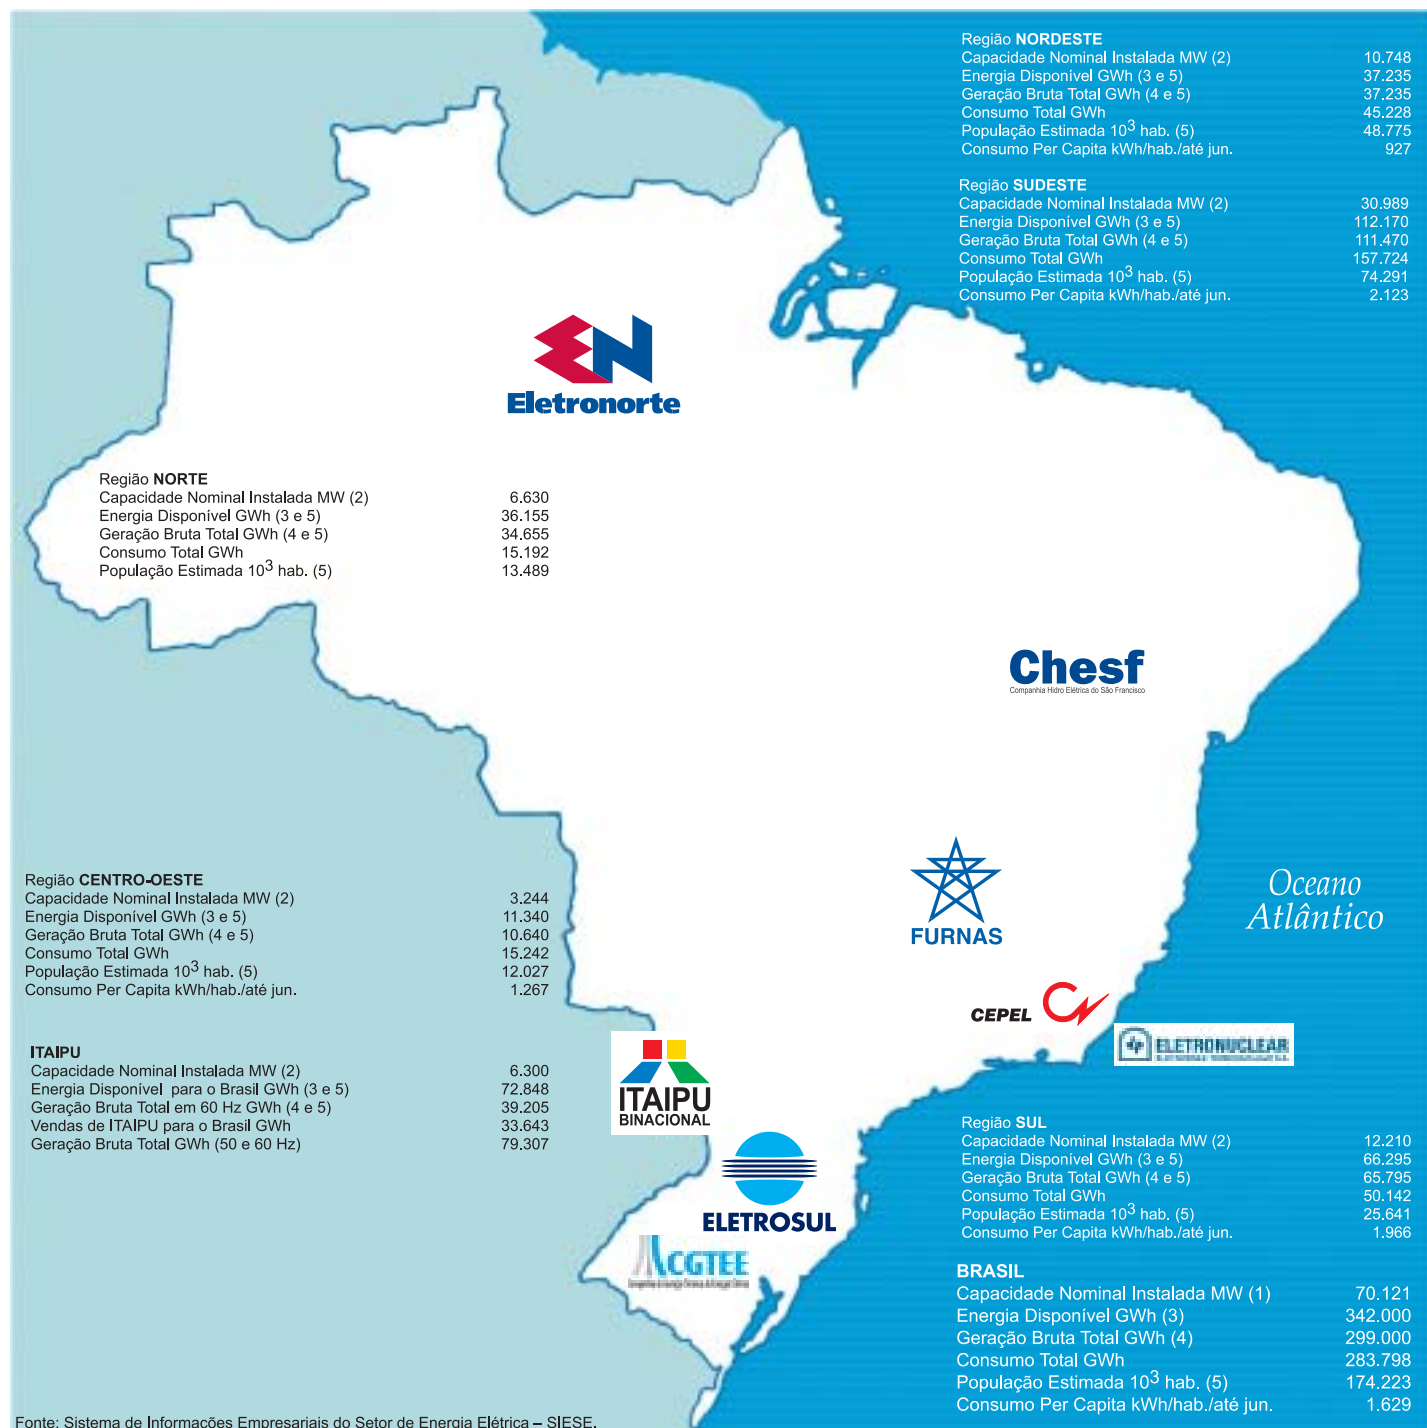 Região NORDESTE
Capacidade Nominal Instalada MW (2) 10.748
Energia Disponível GWh (3 e 5) 37.235
Geração Bruta Total GWh (4 e 5) 37.235
Consumo Total GWh 45.228
População Estimada 10³ hab. (5) 48.775
Consumo Per Capita kWh/hab./até jun. 927
Região SUDESTE
Capacidade Nominal Instalada MW (2) 30.989
Energia Disponível GWh (3 e 5) 112.170
Geração Bruta Total GWh (4 e 5) 111.470
Consumo Total GWh 157.724
População Estimada 10³ hab. (5) 74.291
Consumo Per Capita kWh/hab./até jun. 2.123
EN
Eletronorte
Região NORTE
Capacidade Nominal Instalada MW (2) 6.630
Energia Disponível GWh (3 e 5) 36.155
Geração Bruta Total GWh (4 e 5) 34.655
Consumo Total GWh 15.192
População Estimada 10³ hab. (5) 13.489
Chesf
Companhia Hidro Elétrica do São Francisco
FURNAS
Oceano
Atlântico
Região CENTRO-OESTE
Capacidade Nominal Instalada MW (2) 3.244
Energia Disponível GWh (3 e 5) 11.340
Geração Bruta Total GWh (4 e 5) 10.640
Consumo Total GWh 15.242
População Estimada 10³ hab. (5) 12.027
Consumo Per Capita kWh/hab./até jun. 1.267
CEPEL
ELETRONUCLEAR
ITAIPU
Capacidade Nominal Instalada MW (2) 6.300
Energia Disponível para o Brasil GWh (3 e 5) 72.848
Geração Bruta Total em 60 Hz GWh (4 e 5) 39.205
Vendas de ITAIPU para o Brasil GWh 33.643
Geração Bruta Total GWh (50 e 60 Hz) 79.307
ITAIPU
BINACIONAL
ELETROSUL
CGTEE
Região SUL
Capacidade Nominal Instalada MW (2) 12.210
Energia Disponível GWh (3 e 5) 66.295
Geração Bruta Total GWh (4 e 5) 65.795
Consumo Total GWh 50.142
População Estimada 10³ hab. (5) 25.641
Consumo Per Capita kWh/hab./até jun. 1.966
BRASIL
Capacidade Nominal Instalada MW (1) 70.121
Energia Disponível GWh (3) 342.000
Geração Bruta Total GWh (4) 299.000
Consumo Total GWh 283.798
População Estimada 10³ hab. (5) 174.223
Consumo Per Capita kWh/hab./até jun. 1.629
Fonte: Sistema de Informações Empresariais do Setor de Energia Elétrica – SIESE.